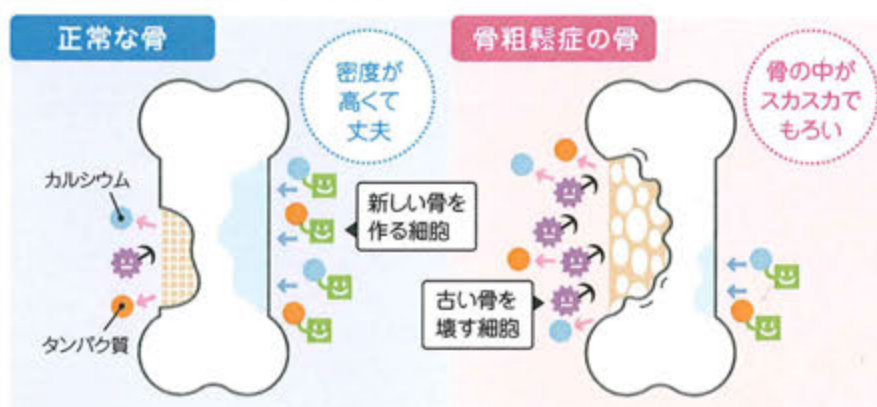 正常な骨
密度が
高くて
丈夫
カルシウム
タンパク質
新しい骨を
作る細胞
骨粗鬆症の骨
骨の中が
スカスカで
もろい
古い骨を
壊す細胞